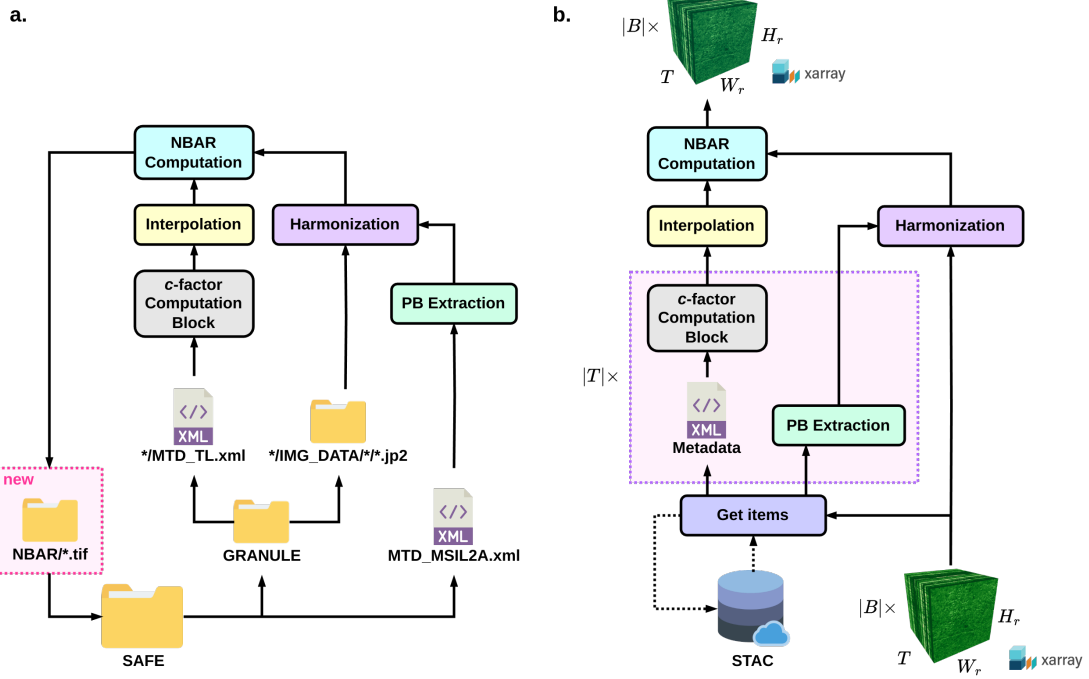 a.
NBAR
Computation
Interpolation
Harmonization
c-factor
Computation
Block
PB Extraction
</>
XML
*/MTD_TL.xml
*/IMG_DATA/*/*.jp2
new
NBAR/*.tif
GRANULE
</>
XML
MTD_MSIL2A.xml
SAFE
b.
|B|×
H_r
T
W_r
xarray
NBAR
Computation
Interpolation
Harmonization
c-factor
Computation
Block
|T|×
</>
XML
Metadata
PB Extraction
Get items
STAC
|B|×
H_r
T
W_r
xarray